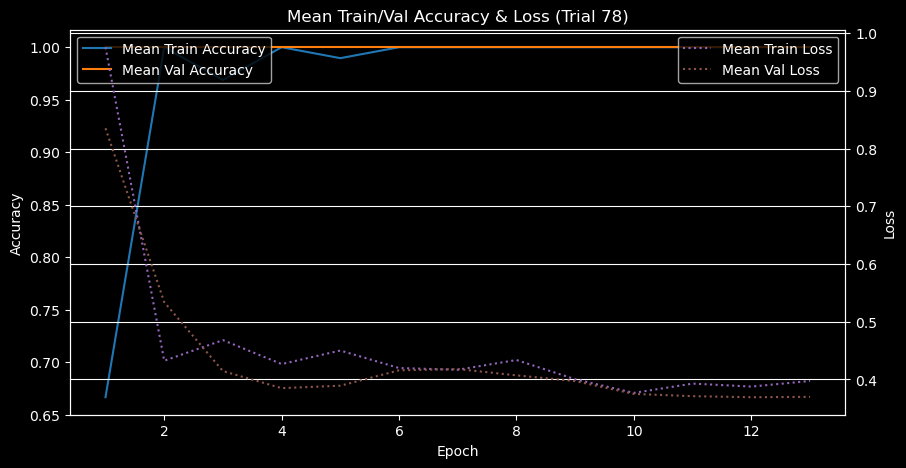 Mean Train/Val Accuracy & Loss (Trial 78)
Mean Train Accuracy
Mean Val Accuracy
Mean Train Loss
Mean Val Loss
1.00
0.95
0.90
0.85
0.80
0.75
0.70
0.65
Accuracy
1.0
0.9
0.8
0.7
0.6
0.5
0.4
Loss
2 4 6 8 10 12
Epoch